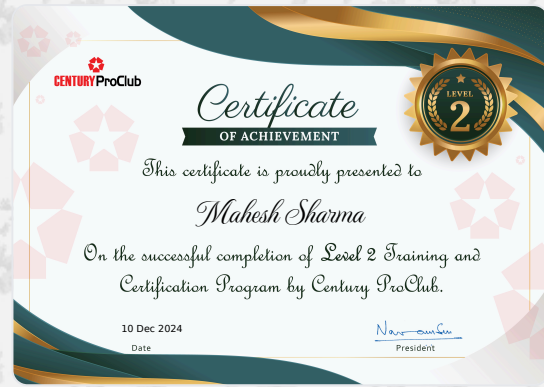 CENTURY ProClub
LEVEL
2
Certificate
OF ACHIEVEMENT
This certificate is proudly presented to
Mahesh Sharma
On the successful completion of Level 2 Training and
Certification Program by Century ProClub.
10 Dec 2024
Date
President